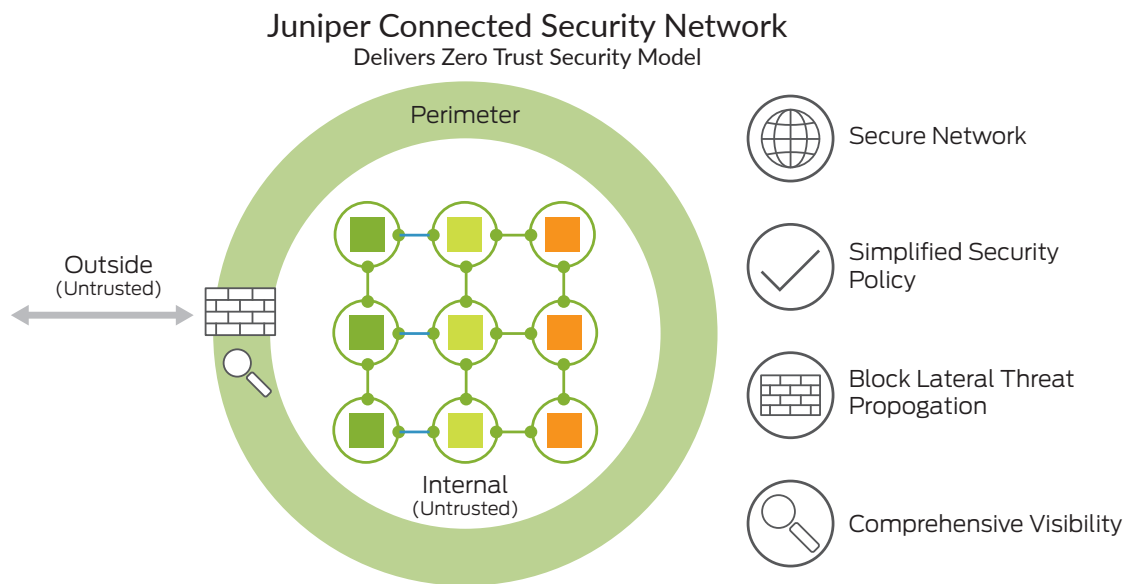 Juniper Connected Security Network
Delivers Zero Trust Security Model
Perimeter
Outside
(Untrusted)
Internal
(Untrusted)
Secure Network
Simplified Security
Policy
Block Lateral Threat
Propogation
Comprehensive Visibility